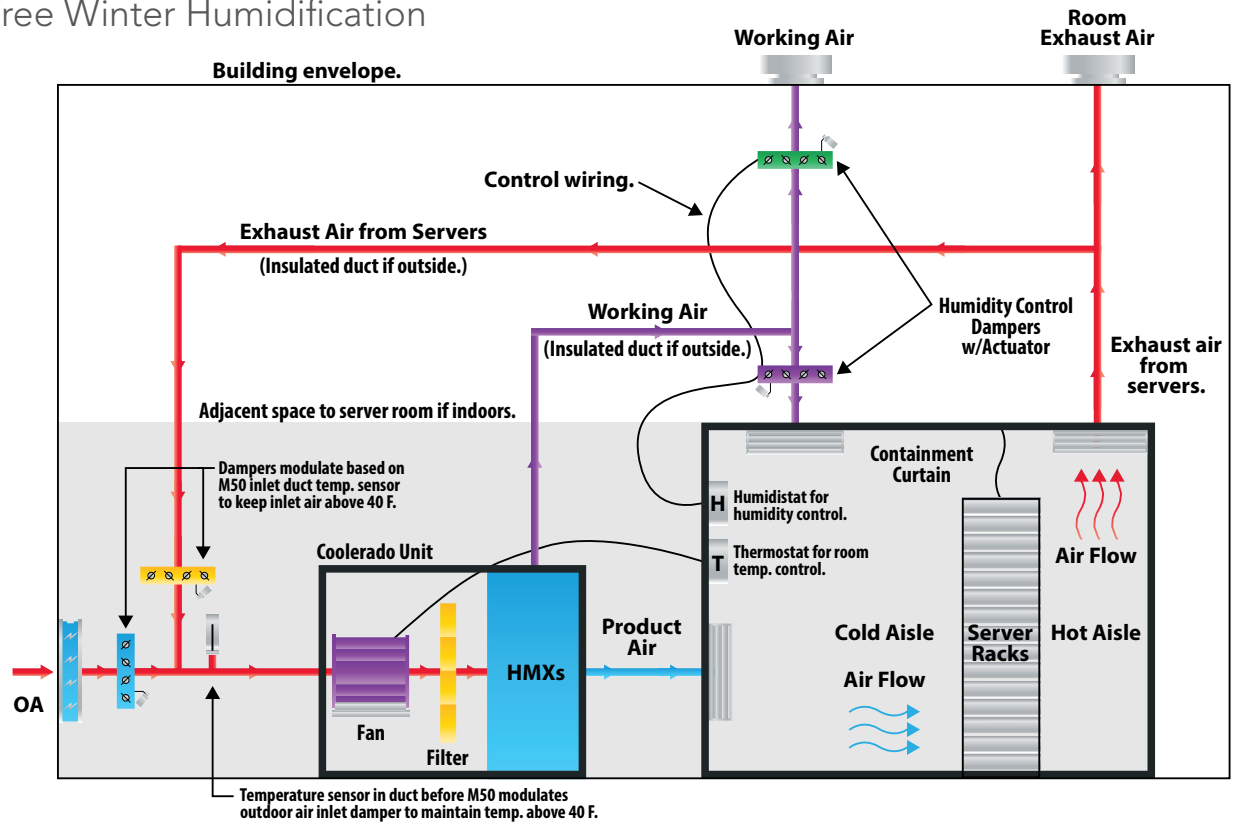 ree Winter Humidification
Working Air
Room
Exhaust Air
Building envelope.
Control wiring.
Exhaust Air from Servers
(Insulated duct if outside.)
Working Air
(Insulated duct if outside.)
Humidity Control
Dampers
w/Actuator
Exhaust air
from
servers.
Adjacent space to server room if indoors.
Dampers modulate based on
M50 inlet duct temp. sensor
to keep inlet air above 40 F.
Containment
Curtain
H
Humidistat for
humidity control.
Coolerado Unit
T
Thermostat for room
temp. control.
Air Flow
Product
Air
Cold Aisle
Server
Racks
Hot Aisle
HMXs
Air Flow
OA
Fan
Filter
Temperature sensor in duct before M50 modulates
outdoor air inlet damper to maintain temp. above 40 F.